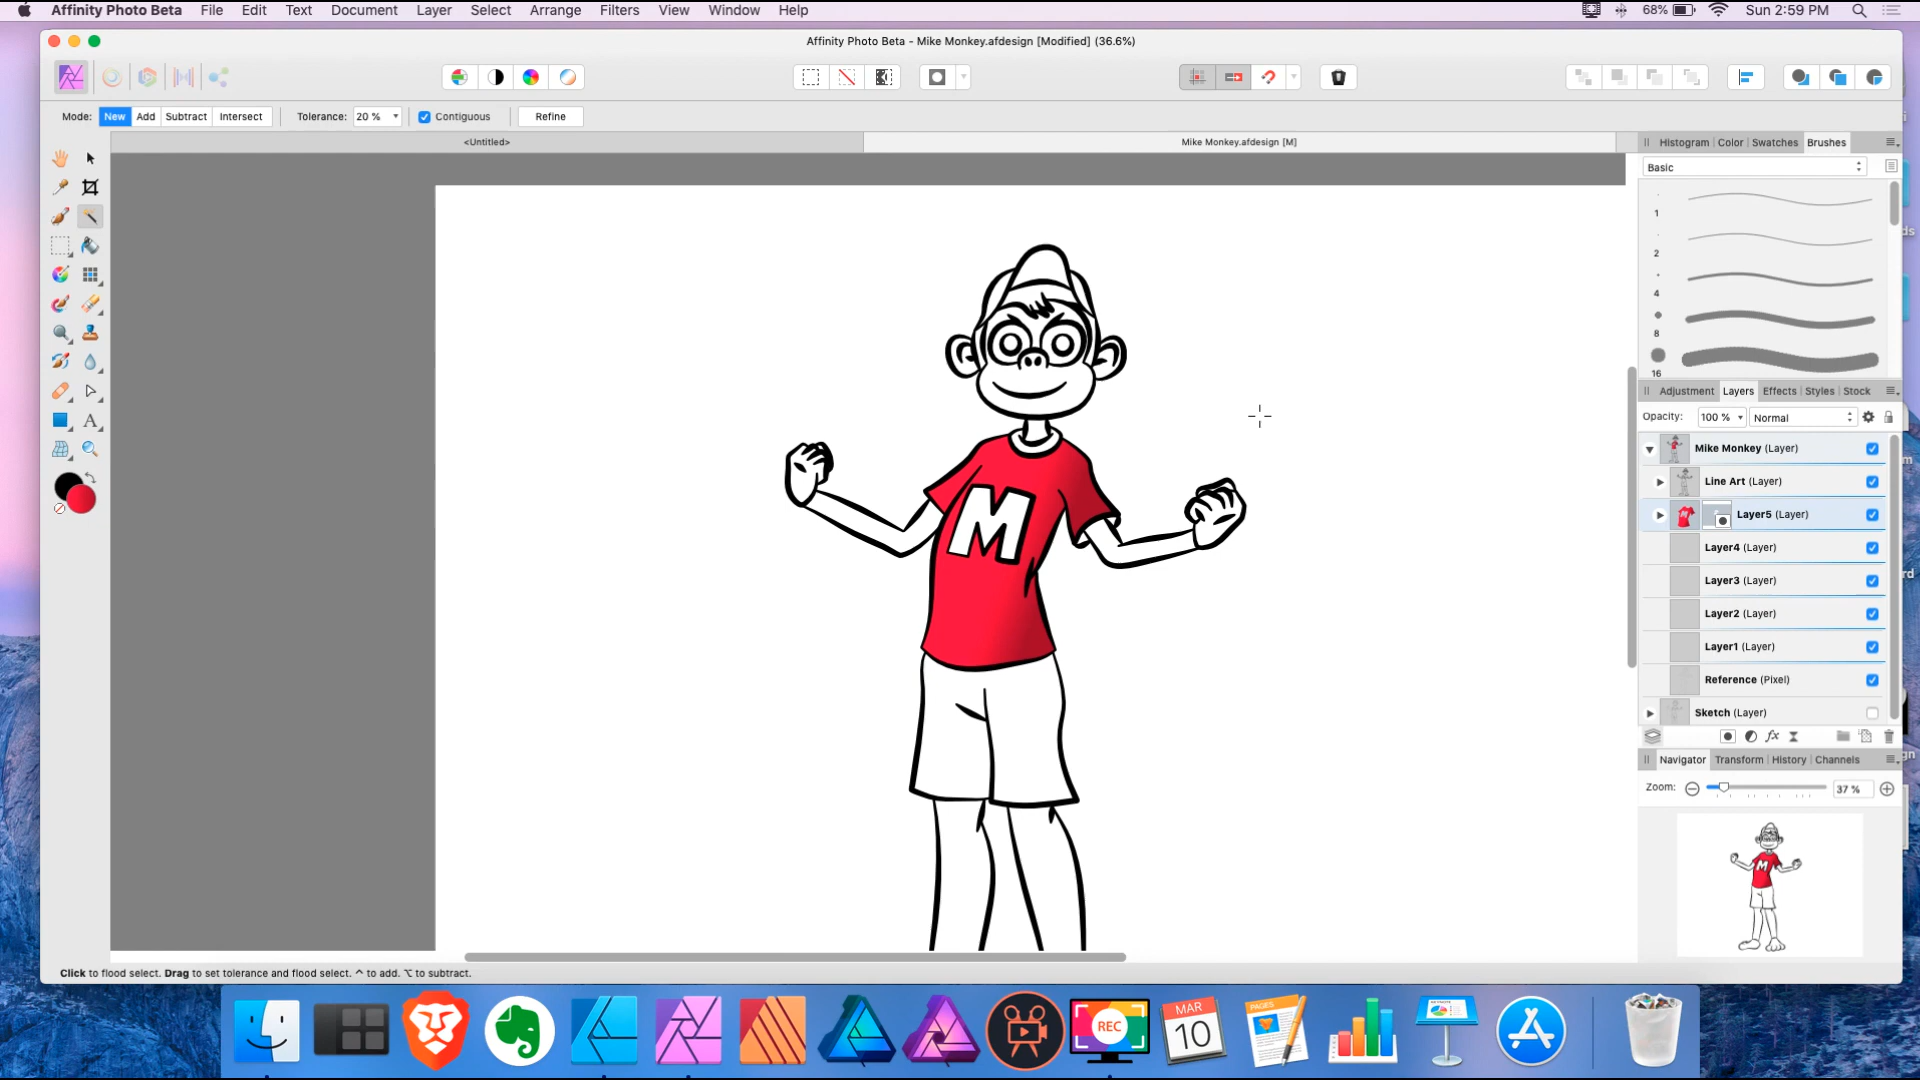 Affinity Photo Beta File Edit Text Document Layer Select Arrange Filters View Window Help 68% Sun 2:59 PM
Affinity Photo Beta - Mike Monkey.afdesign [Modified] (36.6%)
Mode: New Add Subtract Intersect Tolerance: 20 % Contiguous Refine
<Untitled> Mike Monkey.afdesign [M]
Histogram Color Swatches Brushes
Basic
1
2
4
8
16
Adjustment Layers Effects Styles Stock
Opacity: 100 % Normal
Mike Monkey (Layer)
Line Art (Layer)
Layer5 (Layer)
Layer4 (Layer)
Layer3 (Layer)
Layer2 (Layer)
Layer1 (Layer)
Reference (Pixel)
Sketch (Layer)
Navigator Transform History Channels
Zoom: 37 %
M
Click to flood select. Drag to set tolerance and flood select. ^ to add. ⌥ to subtract.
REC
MAR
10
PAGES